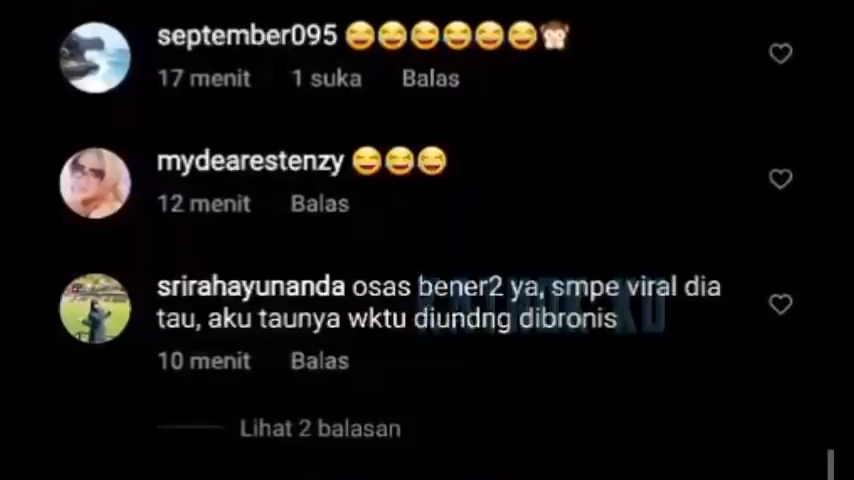 september095 😂😂😂😂😂😂🙊
17 menit 1 suka Balas
mydearestenzy 😂😂😂
12 menit Balas
srirahayunanda osas bener2 ya, smpe viral dia
tau, aku taunya wktu diundng dibronis
10 menit Balas
Lihat 2 balasan